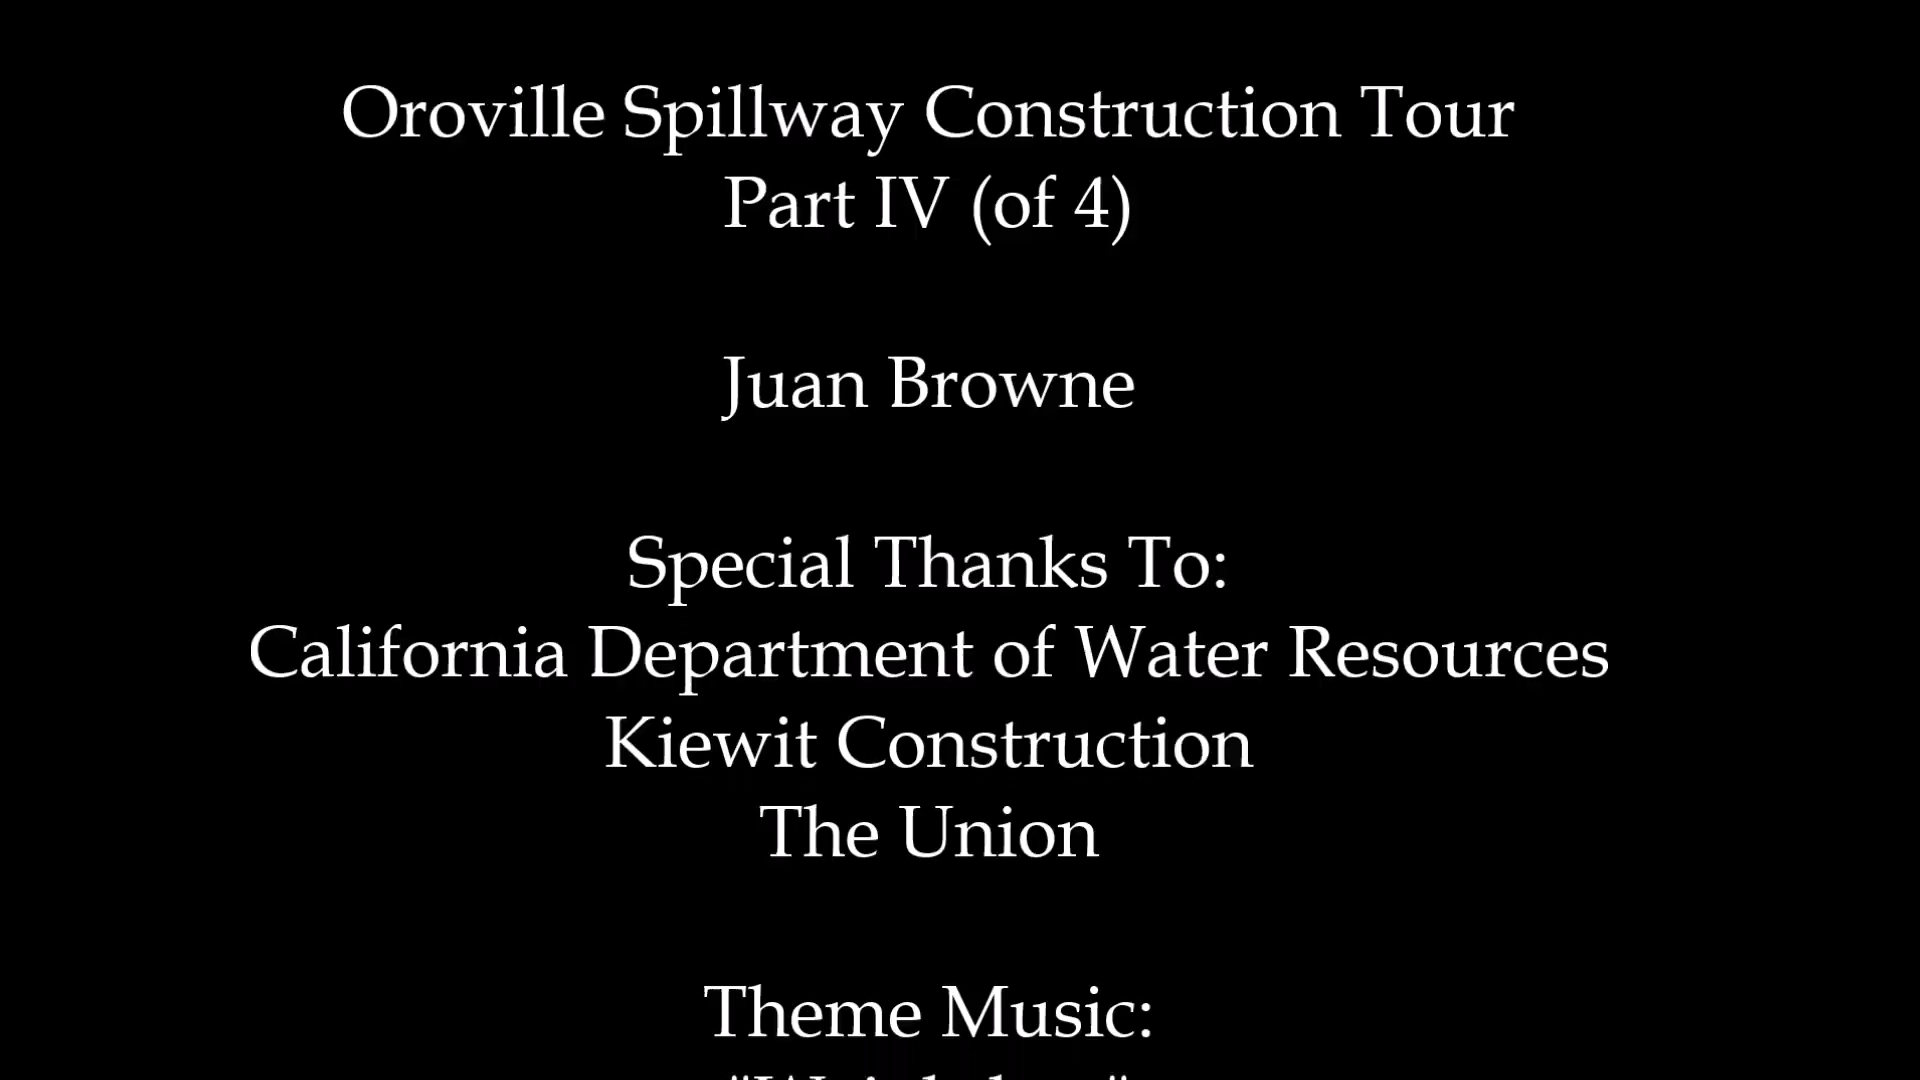 Oroville Spillway Construction Tour
Part IV (of 4)
Juan Browne
Special Thanks To:
California Department of Water Resources
Kiewit Construction
The Union
Theme Music: